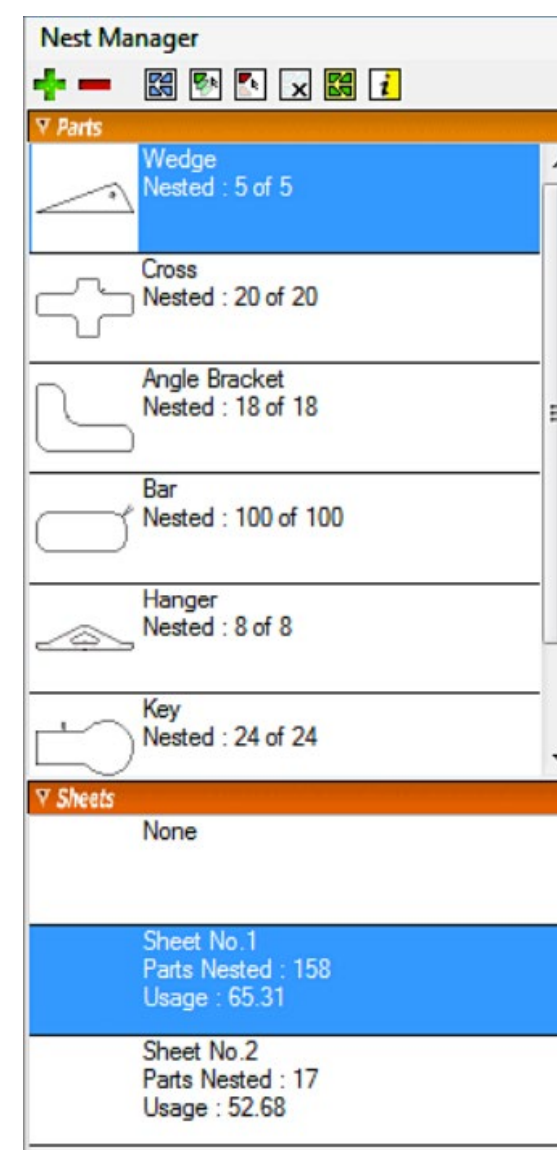 Nest Manager
Parts
Wedge
Nested : 5 of 5
Cross
Nested : 20 of 20
Angle Bracket
Nested : 18 of 18
Bar
Nested : 100 of 100
Hanger
Nested : 8 of 8
Key
Nested : 24 of 24
Sheets
None
Sheet No.1
Parts Nested : 158
Usage : 65.31
Sheet No.2
Parts Nested : 17
Usage : 52.68